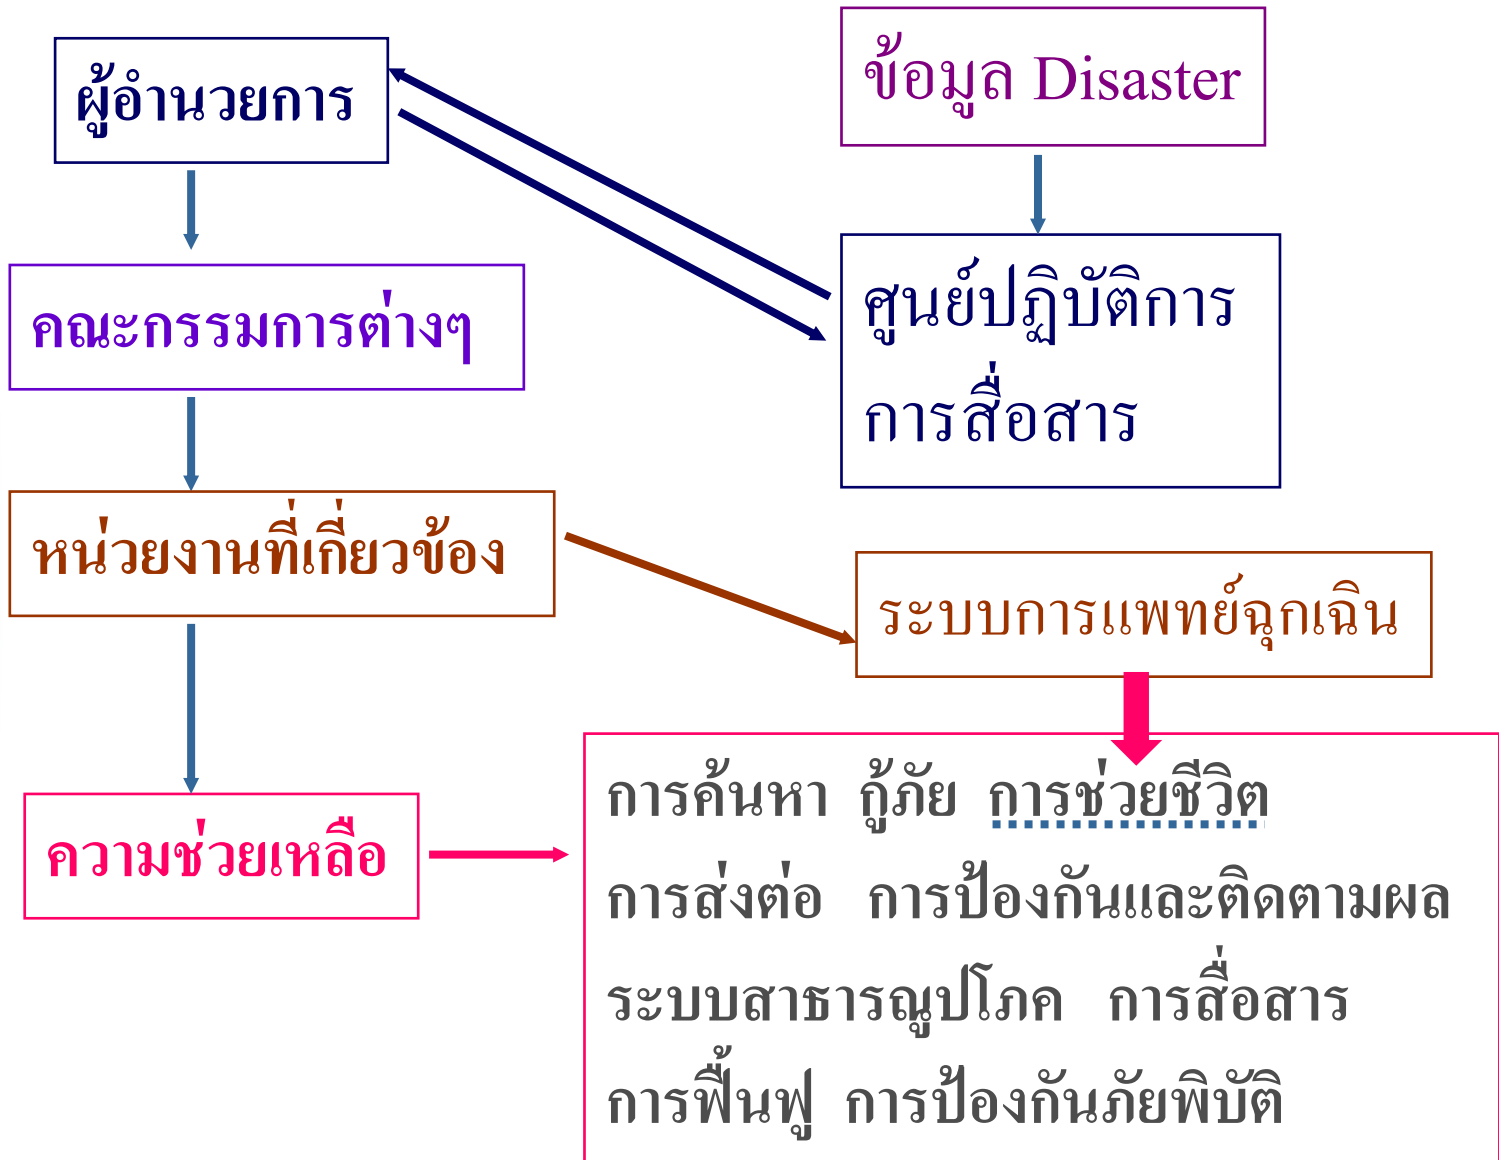 ผู้อำนวยการ
ข้อมูล Disaster
คณะกรรมการต่างๆ
ศูนย์ปฏิบัติการ
การสื่อสาร
หน่วยงานที่เกี่ยวข้อง
ระบบการแพทย์ฉุกเฉิน
ความช่วยเหลือ
การค้นหา กู้ภัย การช่วยชีวิต
การส่งต่อ การป้องกันและติดตามผล
ระบบสาธารณูปโภค การสื่อสาร
การฟื้นฟู การป้องกันภัยพิบัติ